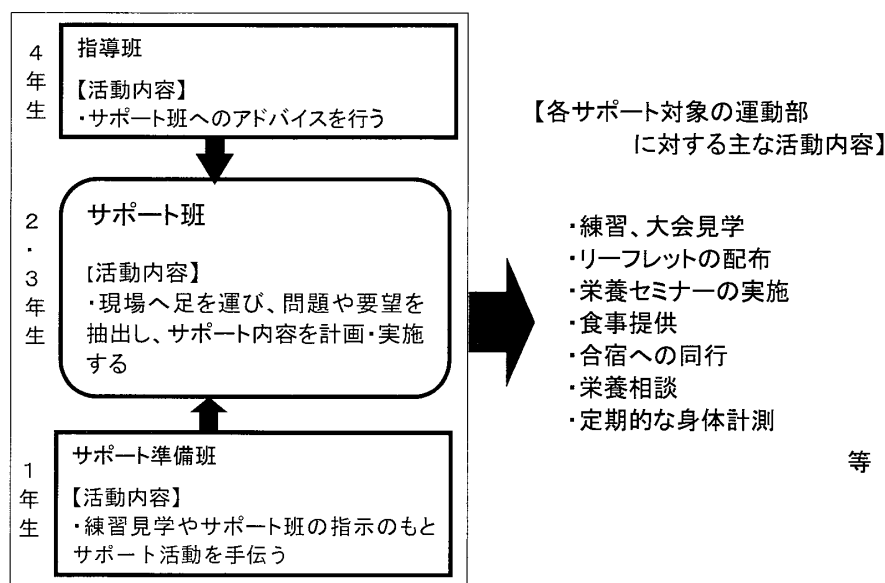 4年生
指導班
【活動内容】
・サポート班へのアドバイスを行う
2・3年生
サポート班
[活動内容】
・現場へ足を運び、問題や要望を
抽出し、サポート内容を計画・実施
する
1年生
サポート準備班
【活動内容】
・練習見学やサポート班の指示のもと
サポート活動を手伝う
【各サポート対象の運動部
に対する主な活動内容】
・練習、大会見学
・リーフレットの配布
・栄養セミナーの実施
・食事提供
・合宿への同行
・栄養相談
・定期的な身体計測
等